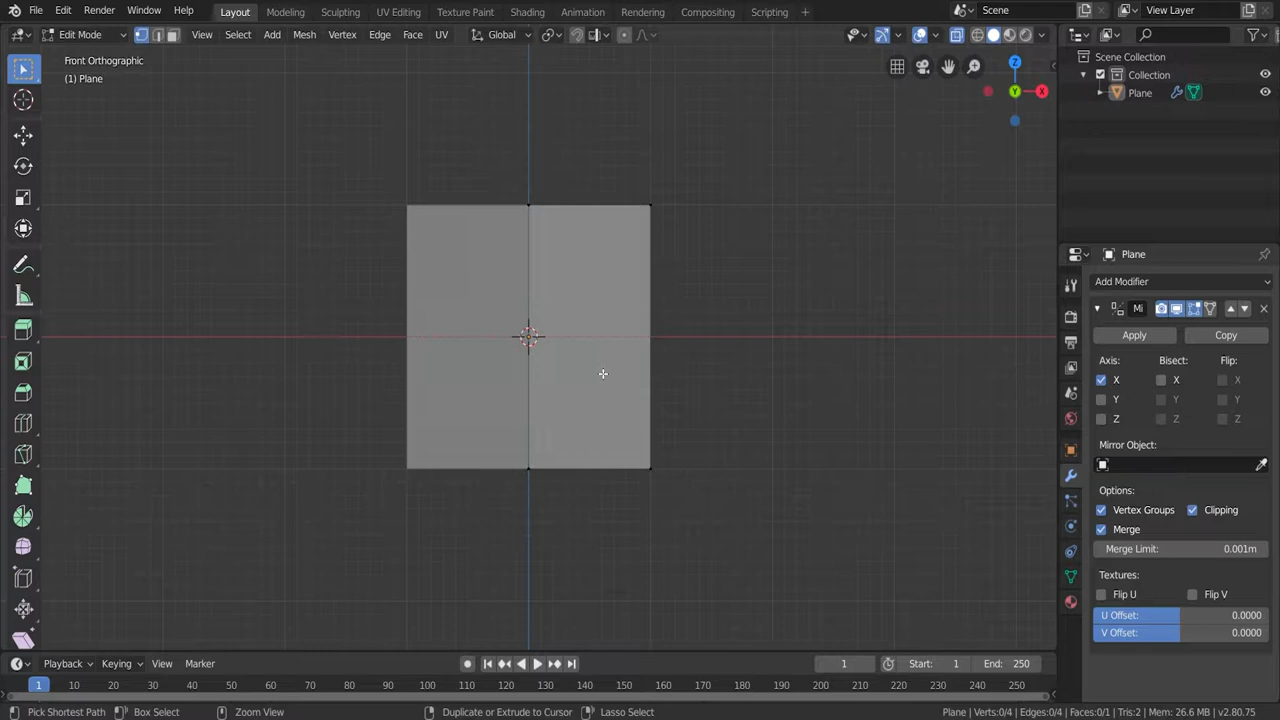 File Edit Render Window Help Layout Modeling Sculpting UV Editing Texture Paint Shading Animation Rendering Compositing Scripting + Scene View Layer
Edit Mode View Select Add Mesh Vertex Edge Face UV Global
Front Orthographic
(1) Plane
Z
Y
X
Scene Collection
Collection
Plane
Plane
Add Modifier
Mi
Apply Copy
Axis: Bisect: Flip:
X X X
Y Y Y
Z Z Z
Mirror Object:
Options:
Vertex Groups Clipping
Merge
Merge Limit: 0.001m
Textures:
Flip U Flip V
U Offset: 0.0000
V Offset: 0.0000
Playback Keying View Marker 1 Start: 1 End: 250
1 10 20 30 40 50 60 70 80 90 100 110 120 130 140 150 160 170 180 190 200 210 220 230 240 250
Pick Shortest Path Box Select Zoom View Duplicate or Extrude to Cursor Lasso Select Plane | Verts:0/4 | Edges:0/4 | Faces:0/1 | Tris:2 | Mem: 26.6 MB | v2.80.75